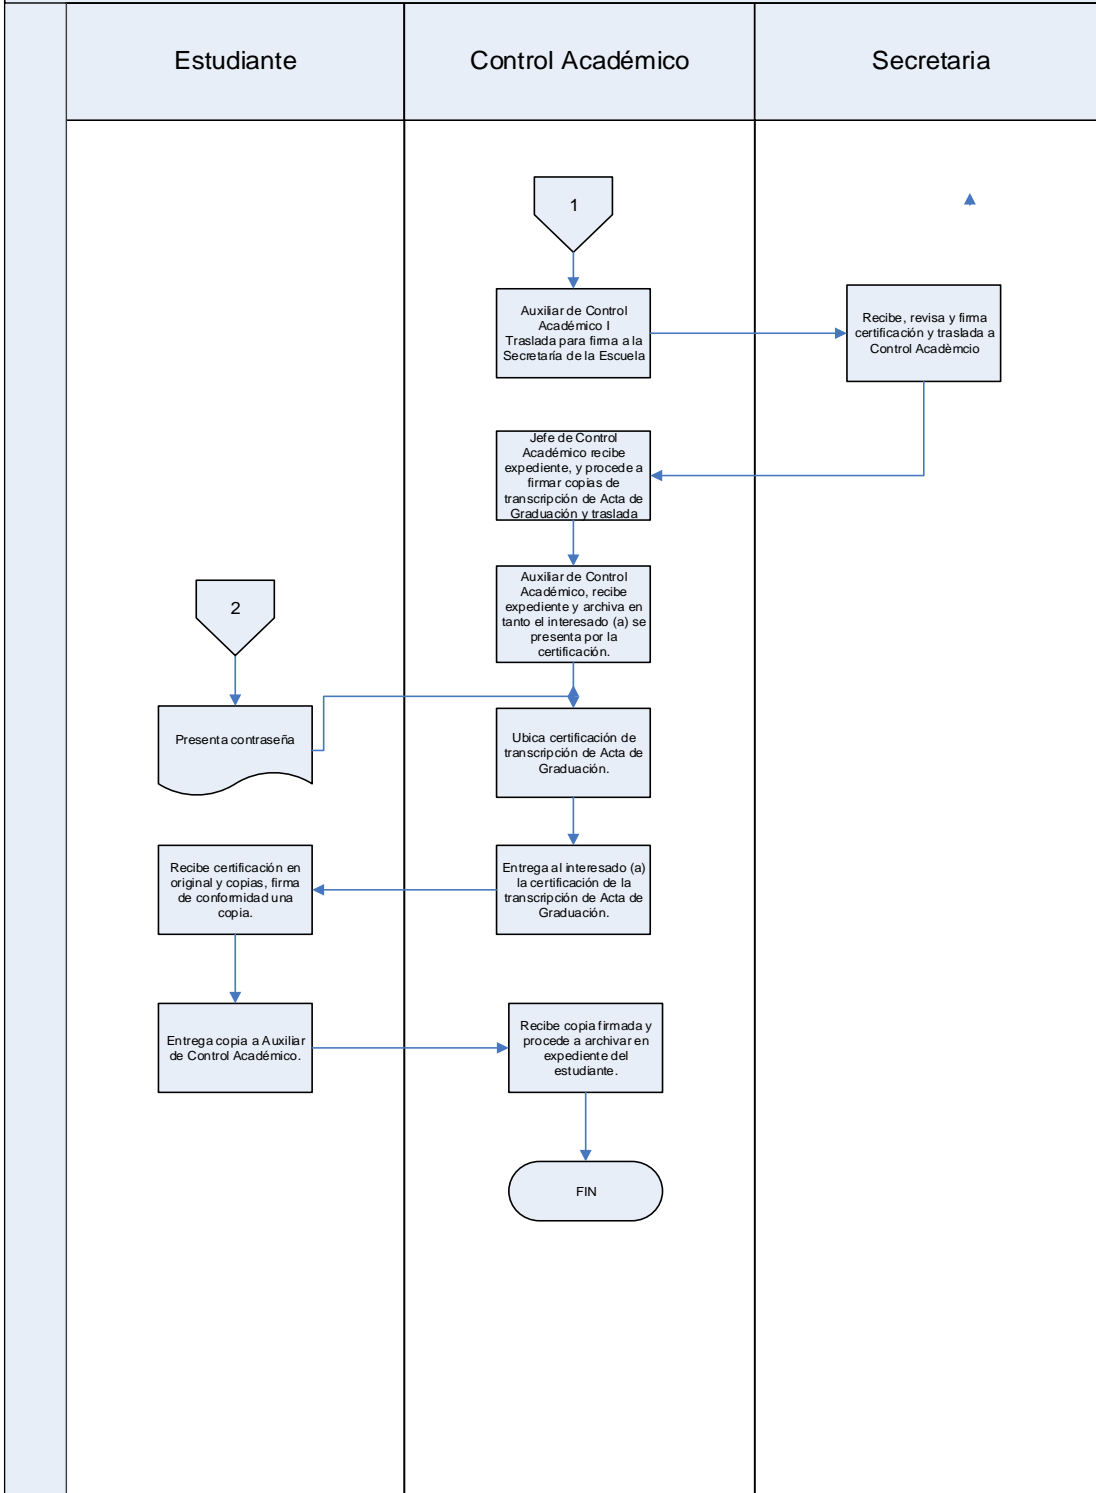 Estudiante
Control Académico
Secretaria
1
Auxiliar de Control
Académico I
Traslada para firma a la
Secretaría de la Escuela
Recibe, revisa y firma
certificación y traslada a
Control Acadèmcio
Jefe de Control
Académico recibe
expediente, y procede a
firmar copias de
transcripción de Acta de
Graduación y traslada
Auxiliar de Control
Académico, recibe
expediente y archiva en
tanto el interesado (a) se
presenta por la
certificación.
2
Presenta contraseña
Ubica certificación de
transcripción de Acta de
Graduación.
Recibe certificación en
original y copias, firma
de conformidad una
copia.
Entrega al interesado (a)
la certificación de la
transcripción de Acta de
Graduación.
Entrega copia a Auxiliar
de Control Académico.
Recibe copia firmada y
procede a archivar en
expediente del
estudiante.
FIN